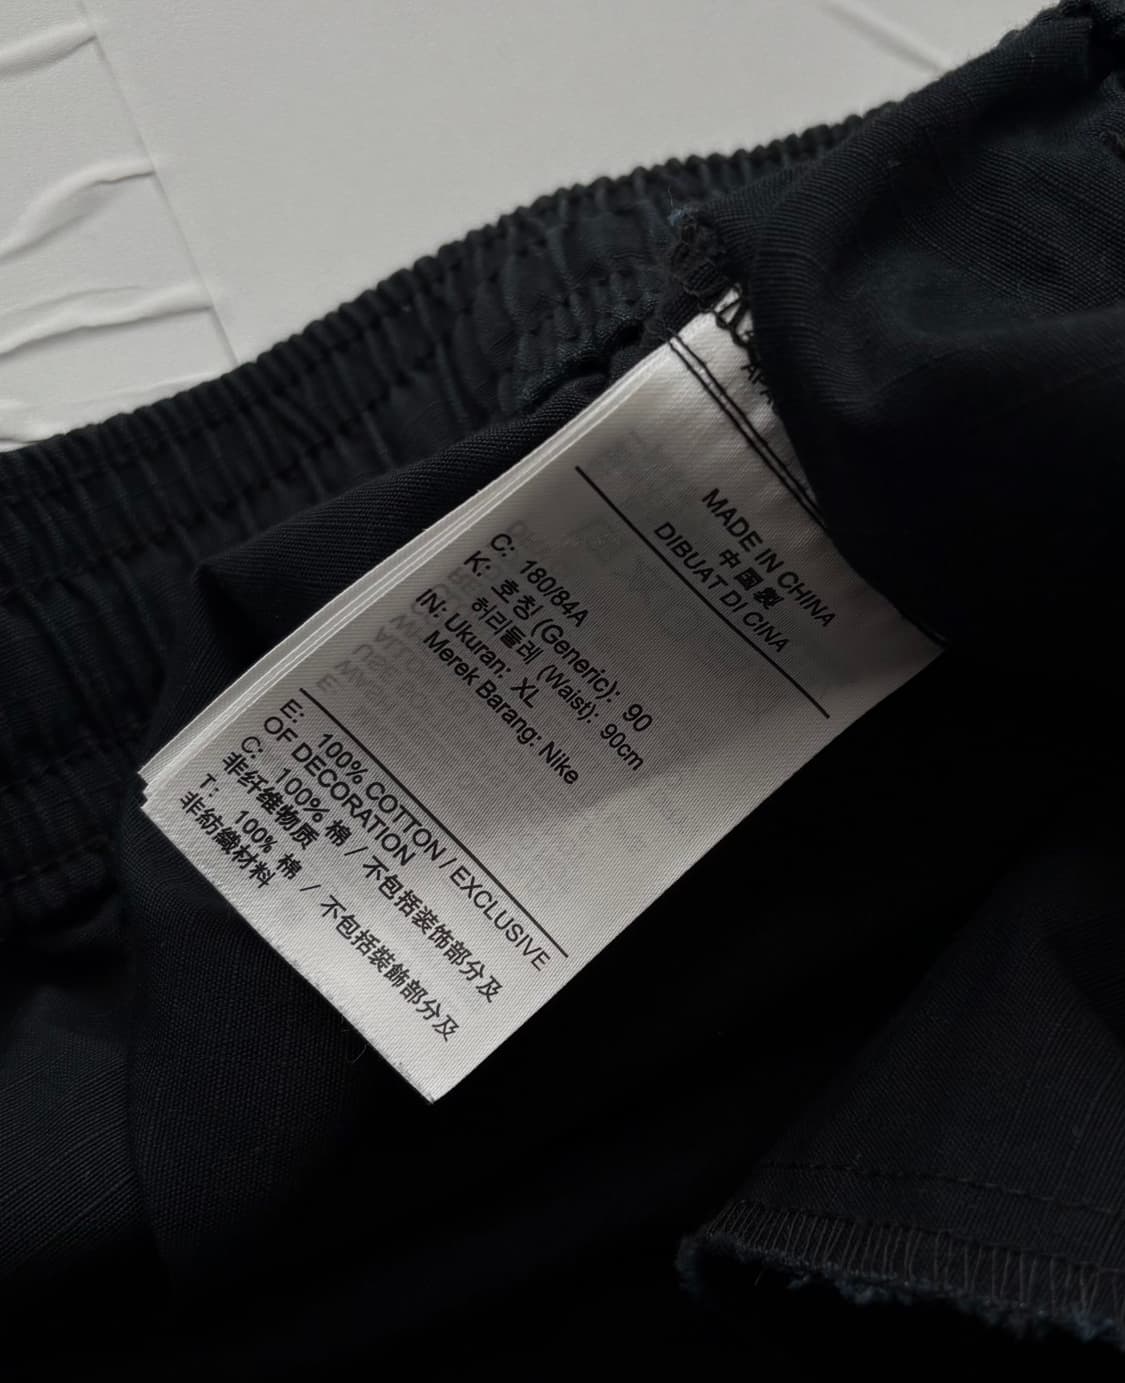 MADE IN CHINA
中國製
DIBUAT DI CINA
C: 180/84A
K: 호칭 (Generic): 90
허리둘레 (Waist): 90cm
IN: Ukuran: XL
Merek Barang: Nike
E: 100% COTTON / EXCLUSIVE
OF DECORATION
C: 100% 棉 / 不包括装饰部分及
非纤维物质
T: 100% 棉 / 不包括裝飾部分及
非紡織材料